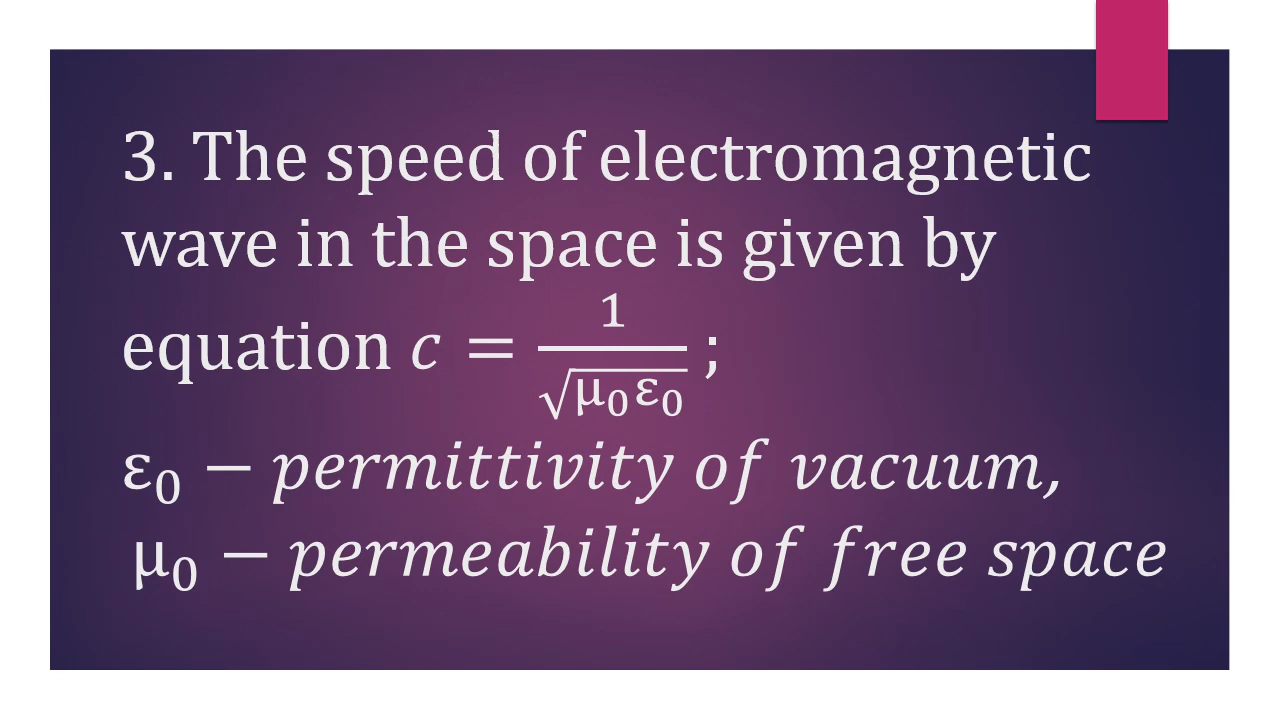 3. The speed of electromagnetic
wave in the space is given by
equation c = 1/√μ₀ε₀ ;
ε₀ − permittivity of vacuum,
μ₀ − permeability of free space